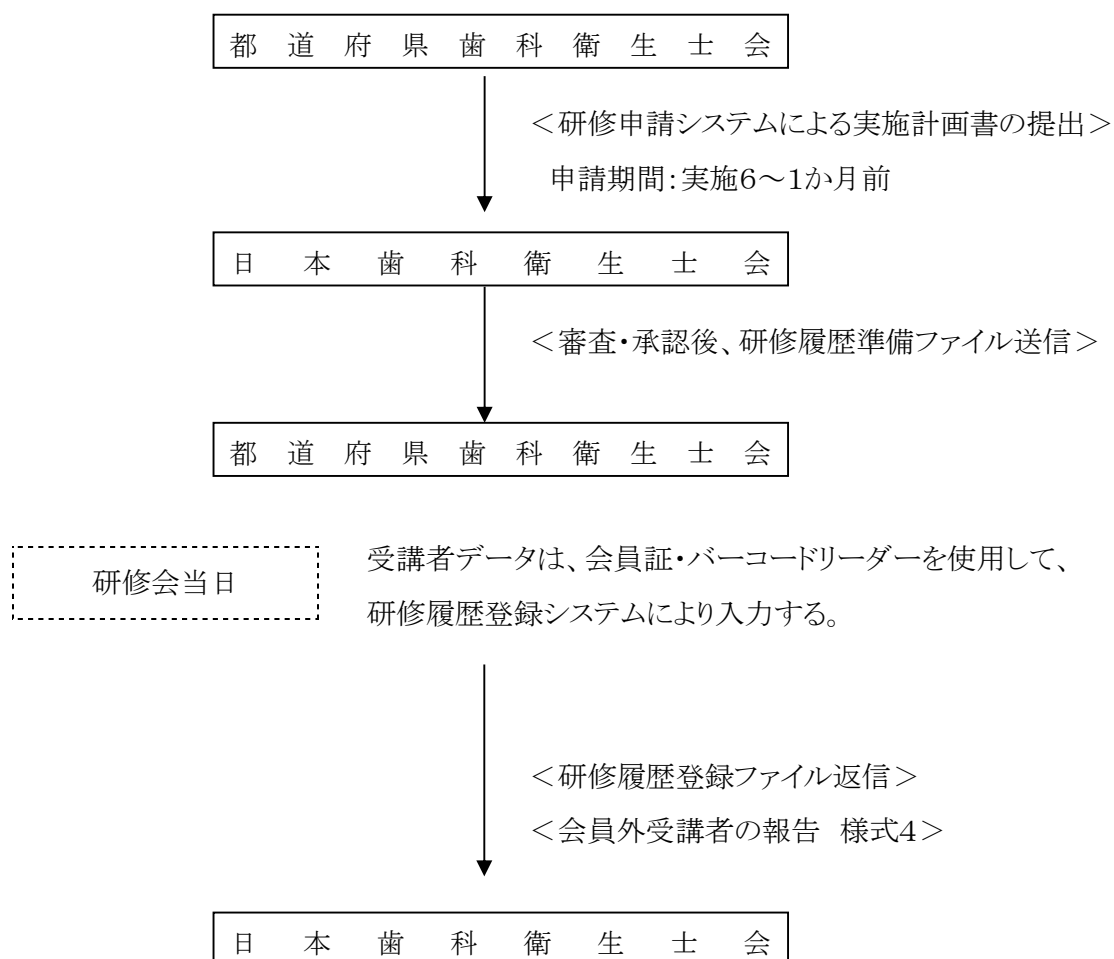 都道府県歯科衛生士会
＜研修申請システムによる実施計画書の提出＞
申請期間：実施６～１か月前
日本歯科衛生士会
＜審査・承認後、研修履歴準備ファイル送信＞
都道府県歯科衛生士会
研修会当日
受講者データは、会員証・バーコードリーダーを使用して、
研修履歴登録システムにより入力する。
＜研修履歴登録ファイル返信＞
＜会員外受講者の報告　様式４＞
日本歯科衛生士会